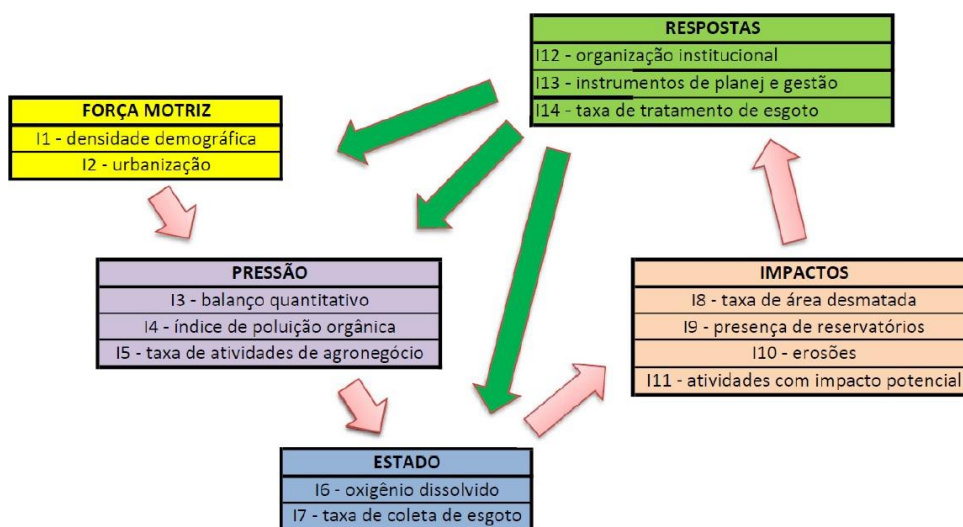 RESPOSTAS
I12 - organização institucional
I13 - instrumentos de planej e gestão
I14 - taxa de tratamento de esgoto
FORÇA MOTRIZ
I1 - densidade demográfica
I2 - urbanização
PRESSÃO
I3 - balanço quantitativo
I4 - índice de poluição orgânica
I5 - taxa de atividades de agronegócio
IMPACTOS
I8 - taxa de área desmatada
I9 - presença de reservatórios
I10 - erosões
I11 - atividades com impacto potencial
ESTADO
I6 - oxigênio dissolvido
I7 - taxa de coleta de esgoto